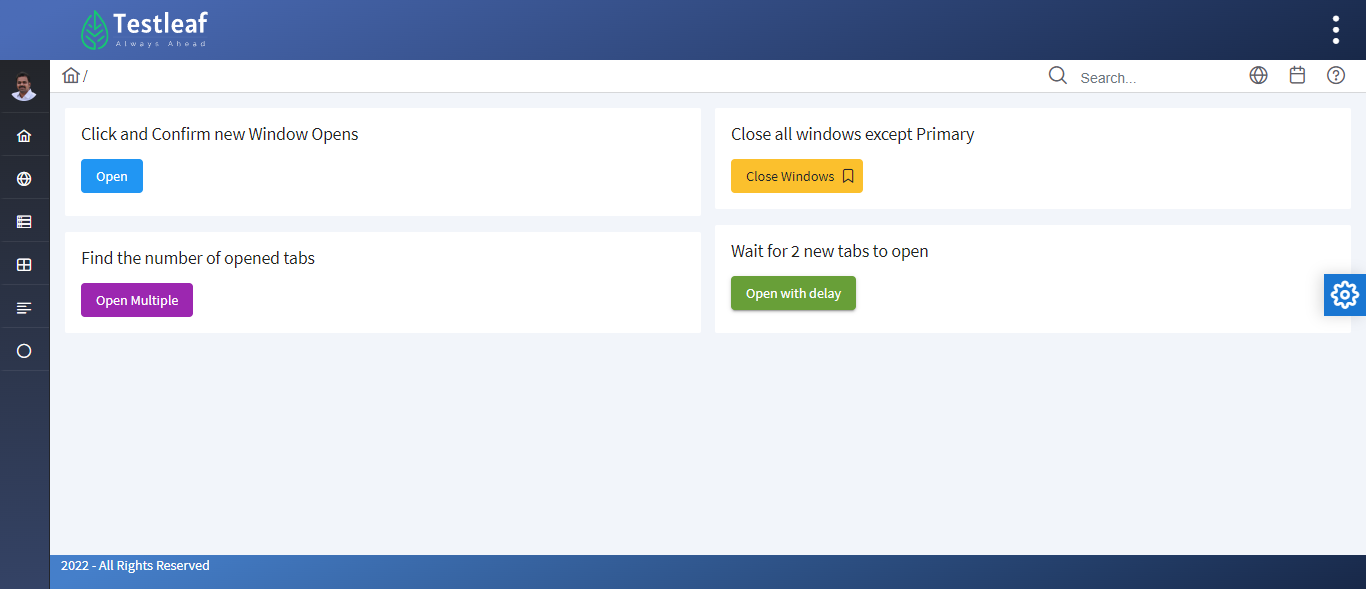 Testleaf
Always Ahead
/
Search...
Click and Confirm new Window Opens
Open
Close all windows except Primary
Close Windows
Find the number of opened tabs
Open Multiple
Wait for 2 new tabs to open
Open with delay
2022 - All Rights Reserved